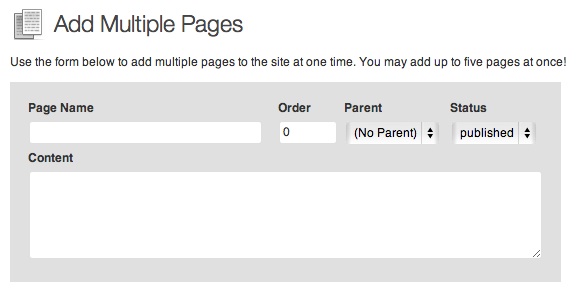 Add Multiple Pages
Use the form below to add multiple pages to the site at one time. You may add up to five pages at once!
Page Name Order Parent Status
0 (No Parent) published
Content